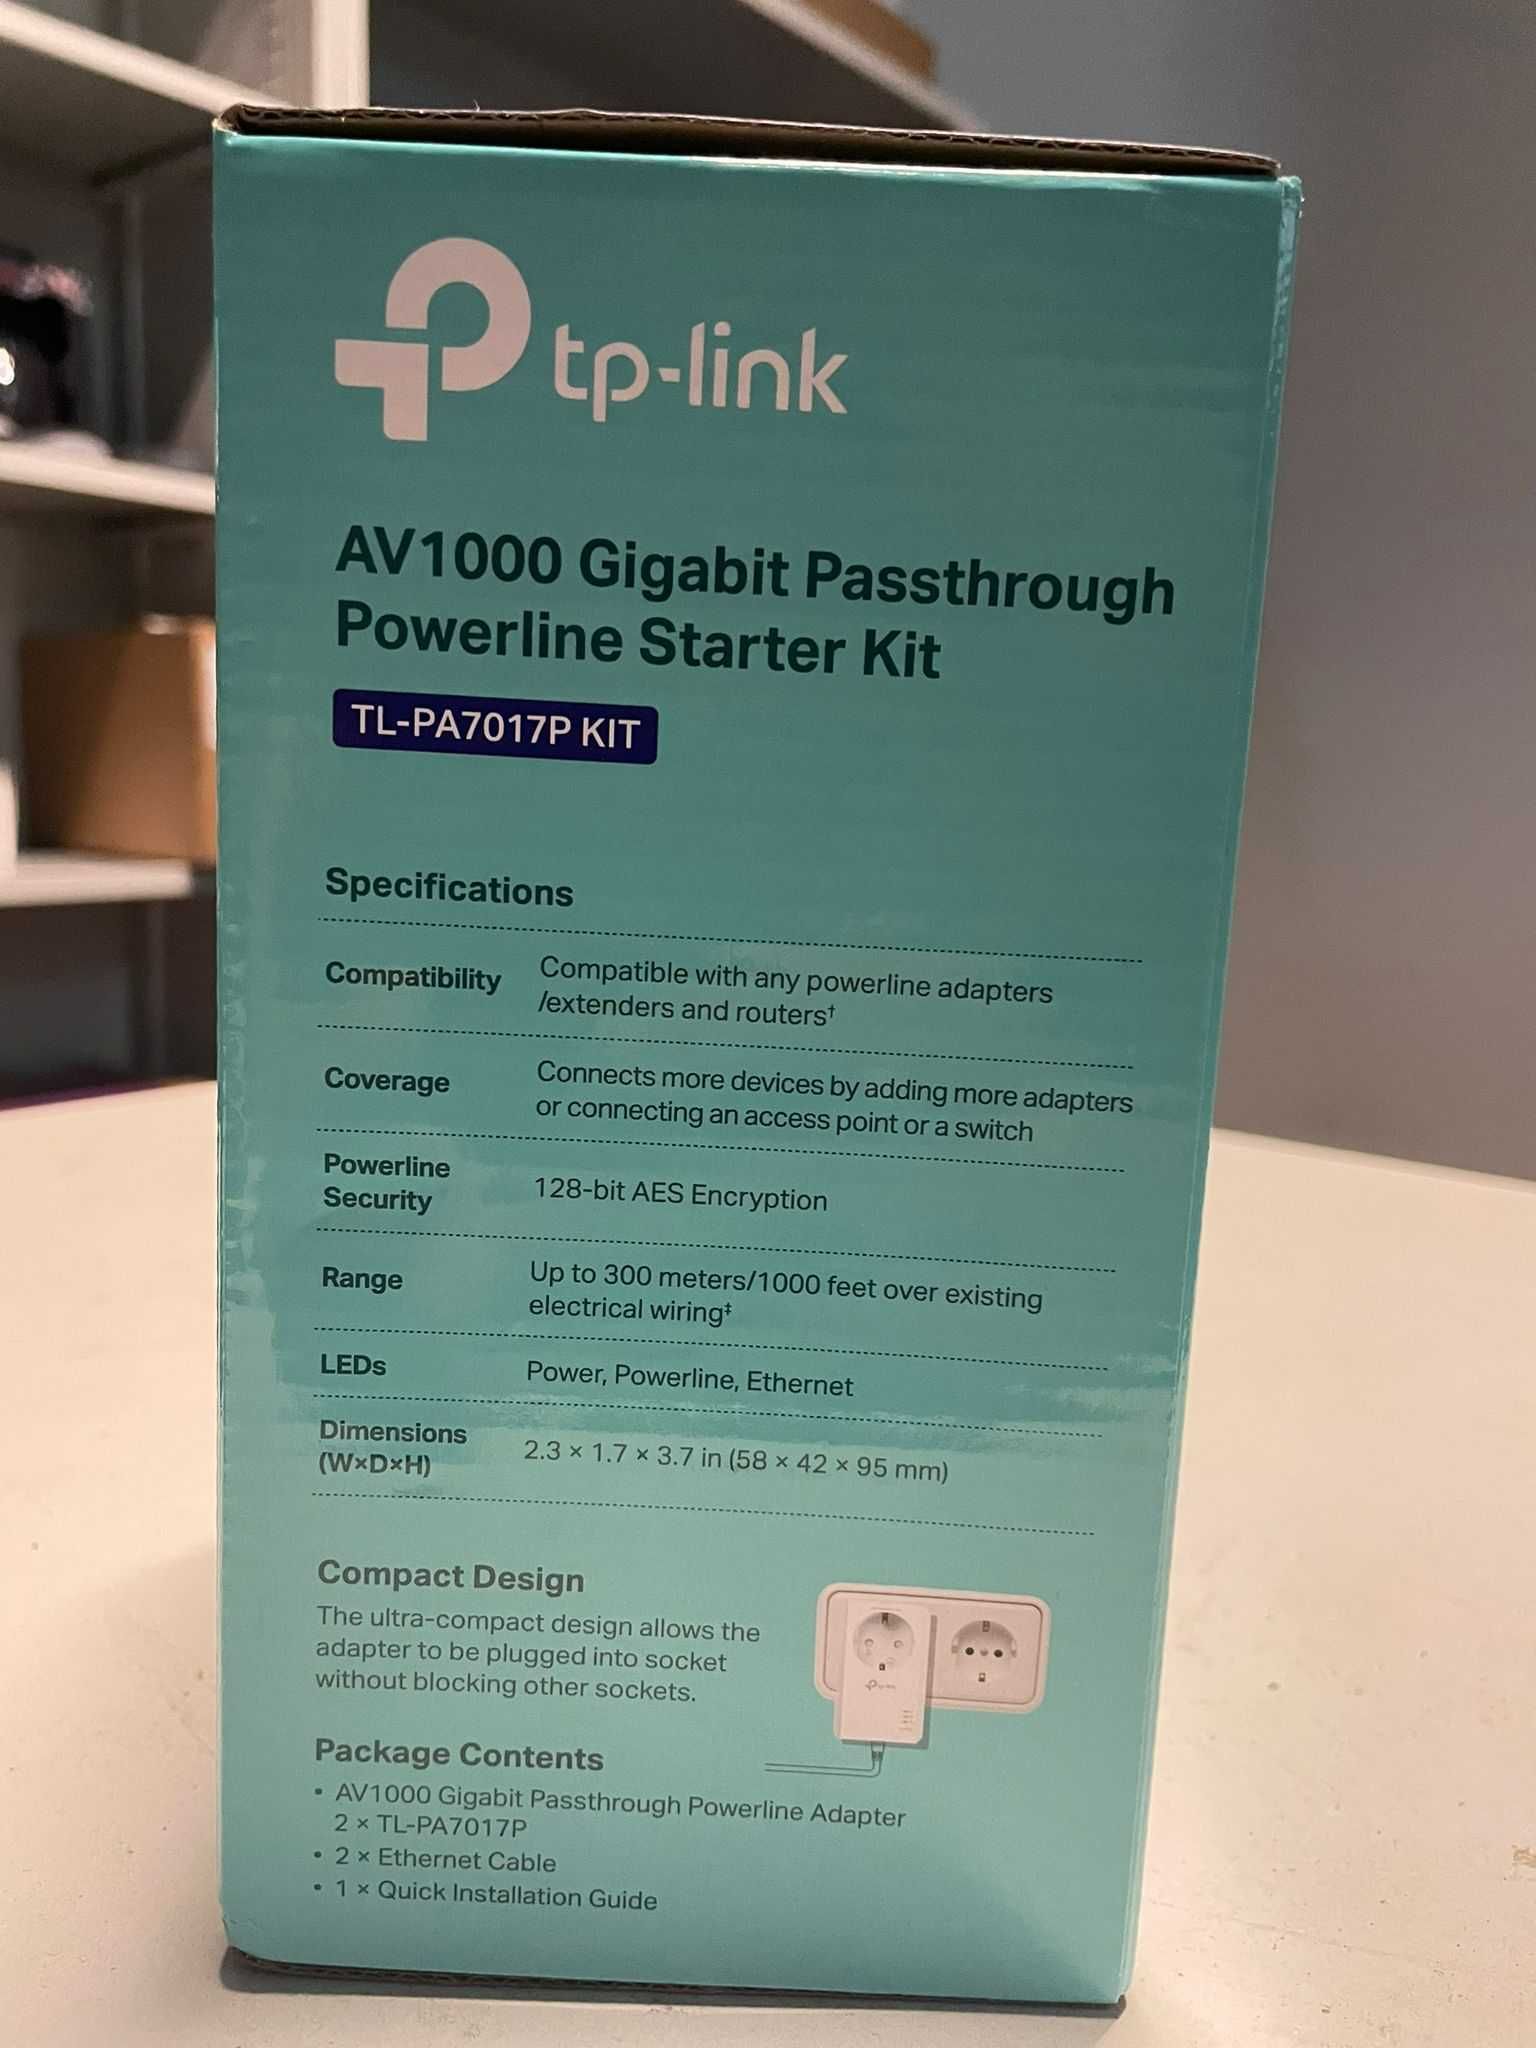 tp-link
AV1000 Gigabit Passthrough
Powerline Starter Kit
TL-PA7017P KIT
Specifications
Compatibility
Compatible with any powerline adapters
/extenders and routers†
Coverage
Connects more devices by adding more adapters
or connecting an access point or a switch
Powerline
Security
128-bit AES Encryption
Range
Up to 300 meters/1000 feet over existing
electrical wiring‡
LEDs
Power, Powerline, Ethernet
Dimensions
(W×D×H)
2.3 × 1.7 × 3.7 in (58 × 42 × 95 mm)
Compact Design
The ultra-compact design allows the
adapter to be plugged into socket
without blocking other sockets.
Package Contents
• AV1000 Gigabit Passthrough Powerline Adapter
2 × TL-PA7017P
• 2 × Ethernet Cable
• 1 × Quick Installation Guide